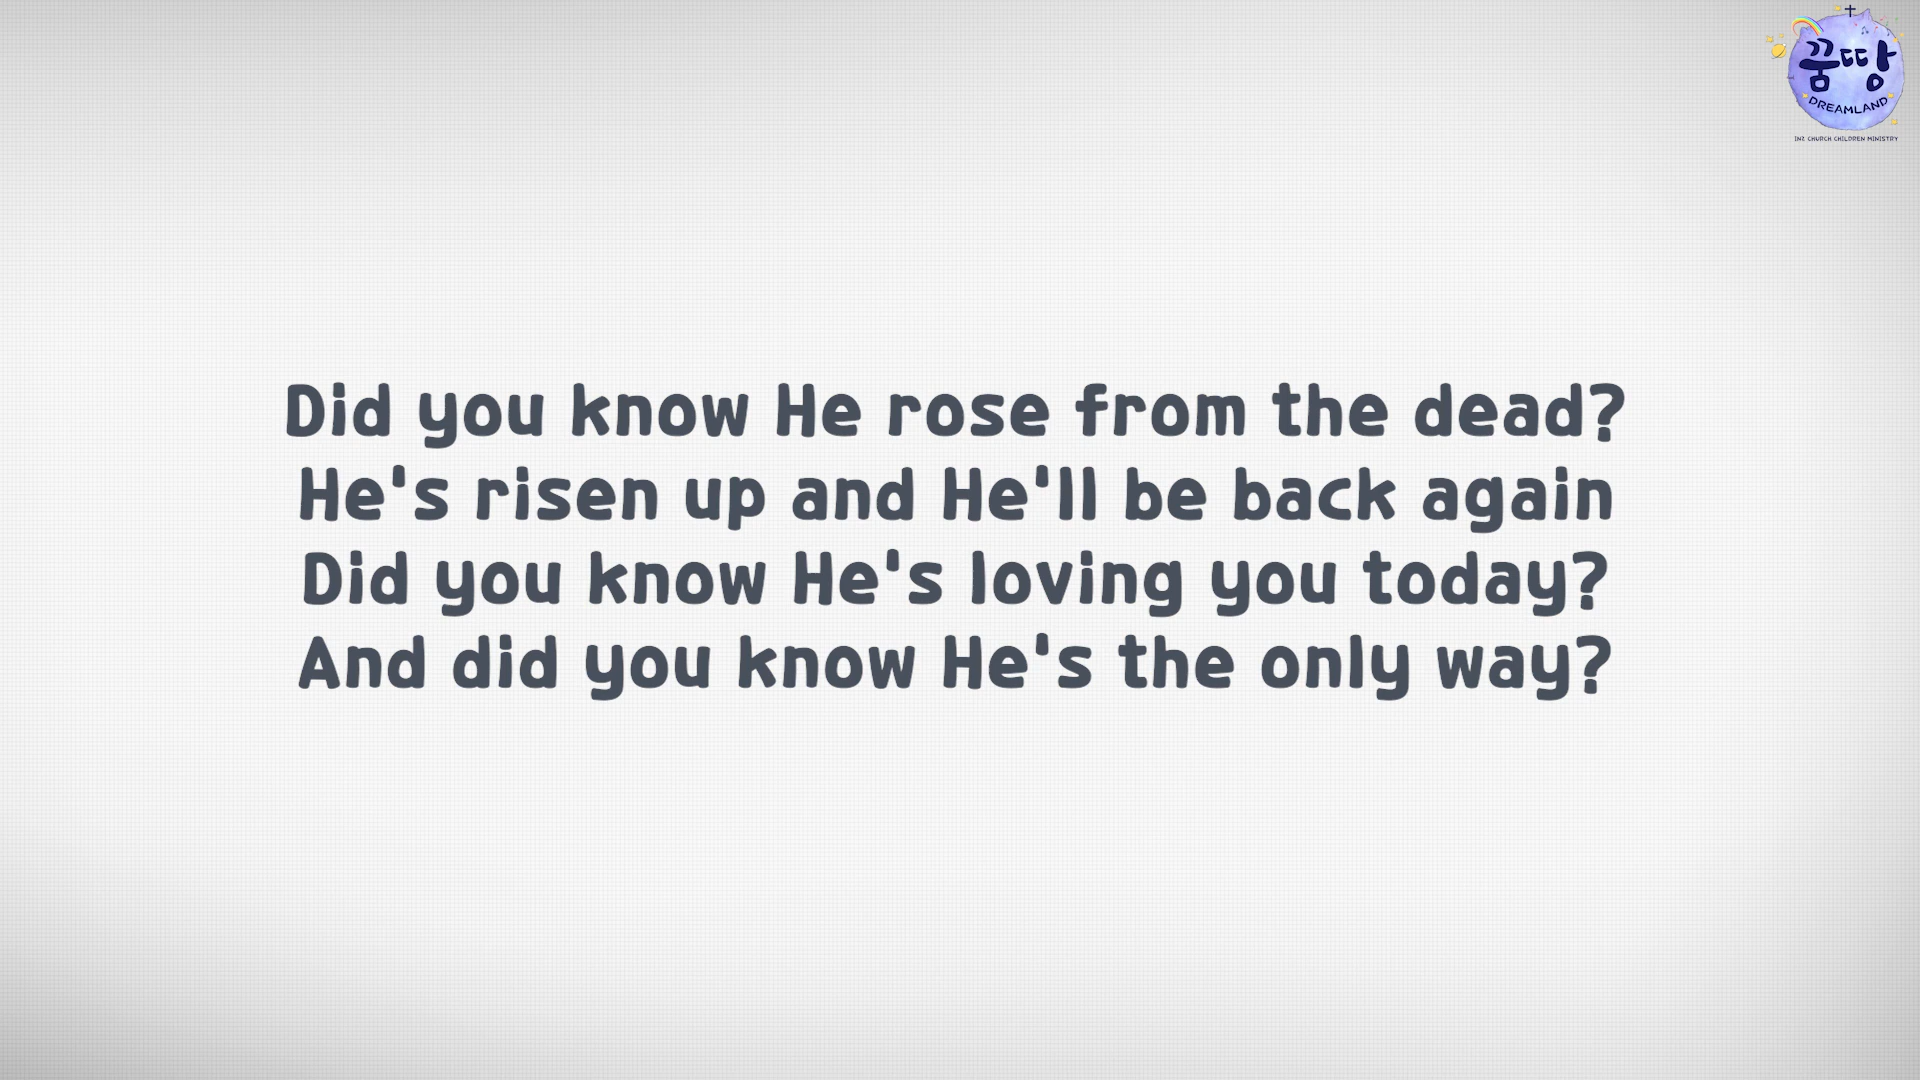 꿈땅
DREAMLAND
INZ CHURCH CHILDREN MINISTRY
Did you know He rose from the dead?
He's risen up and He'll be back again
Did you know He's loving you today?
And did you know He's the only way?